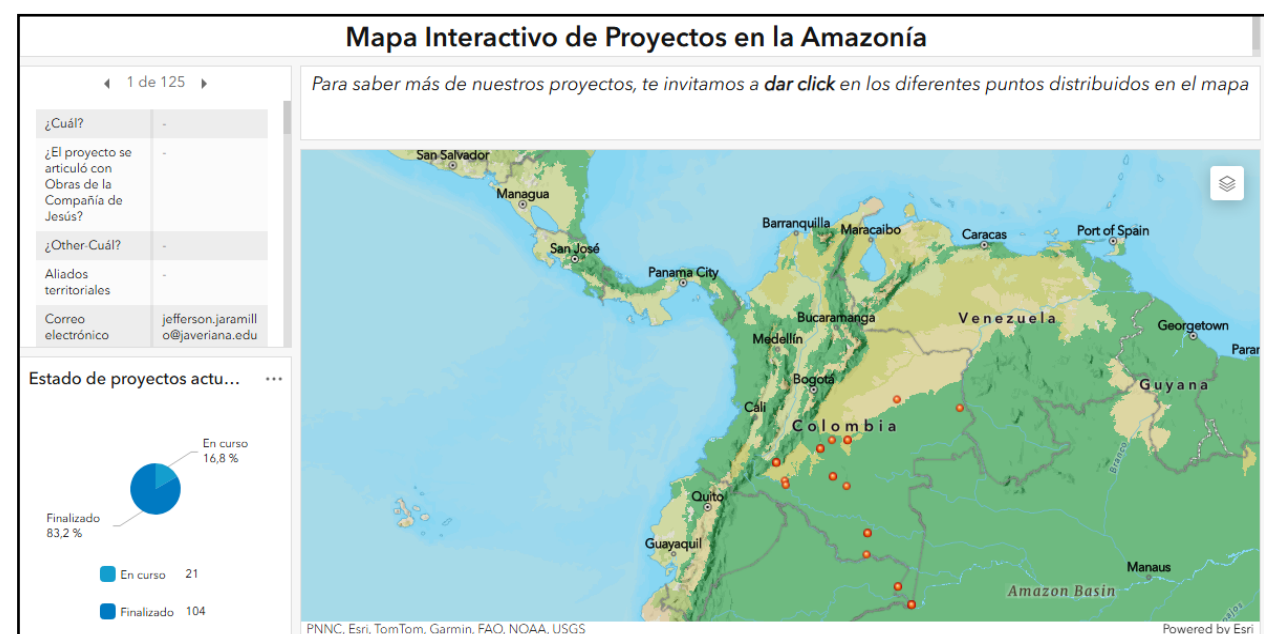 Mapa Interactivo de Proyectos en la Amazonía
1 de 125
¿Cuál? -
¿El proyecto se -
articuló con
Obras de la
Compañía de
Jesús?
¿Other-Cuál? -
Aliados -
territoriales
Correo jefferson.jaramill
electrónico o@javeriana.edu
Estado de proyectos actu... ...
En curso
16,8 %
Finalizado
83,2 %
En curso 21
Finalizado 104
Para saber más de nuestros proyectos, te invitamos a dar click en los diferentes puntos distribuidos en el mapa
San Salvador
Managua
Barranquilla
Maracaibo
Caracas
Port of Spain
San José
Panama City
Bucaramanga
Venezuela
Georgetown
Medellín
Parar
Bogotá
Guyana
Cali
Colombia
Branco
Quito
Guayaquil
Manaus
Amazon Basin
PNNC, Esri, TomTom, Garmin, FAO, NOAA, USGS
Powered by Esri